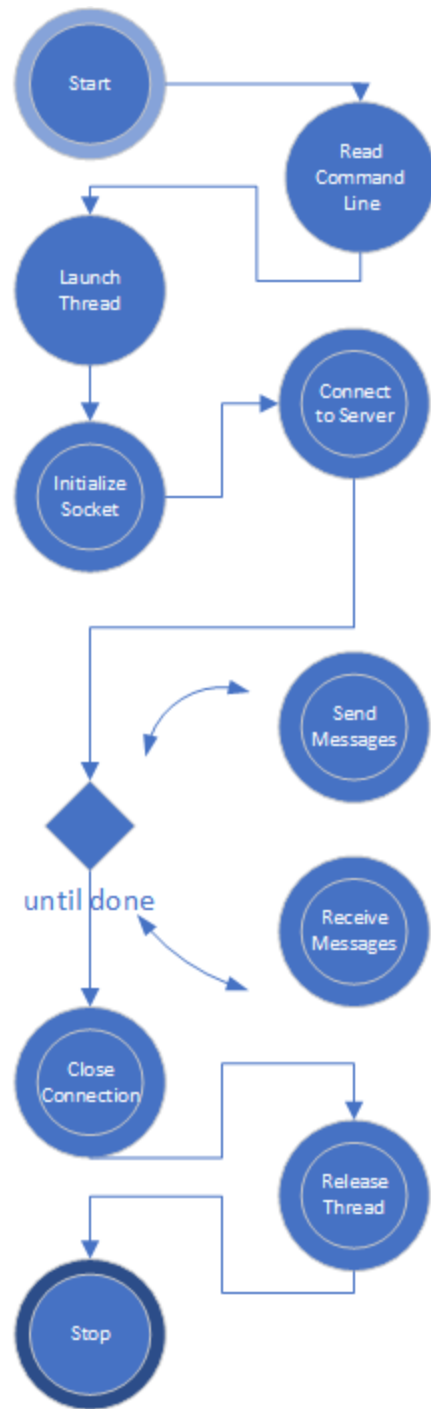 Start
Read
Command
Line
Launch
Thread
Connect
to Server
Initialize
Socket
Send
Messages
until done
Receive
Messages
Close
Connection
Release
Thread
Stop